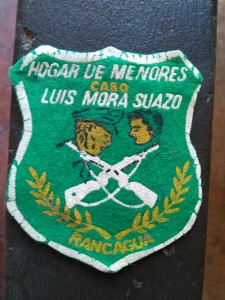 HOGAR DE MENORES
CABO
LUIS MORA SUAZO
RANCAGUA